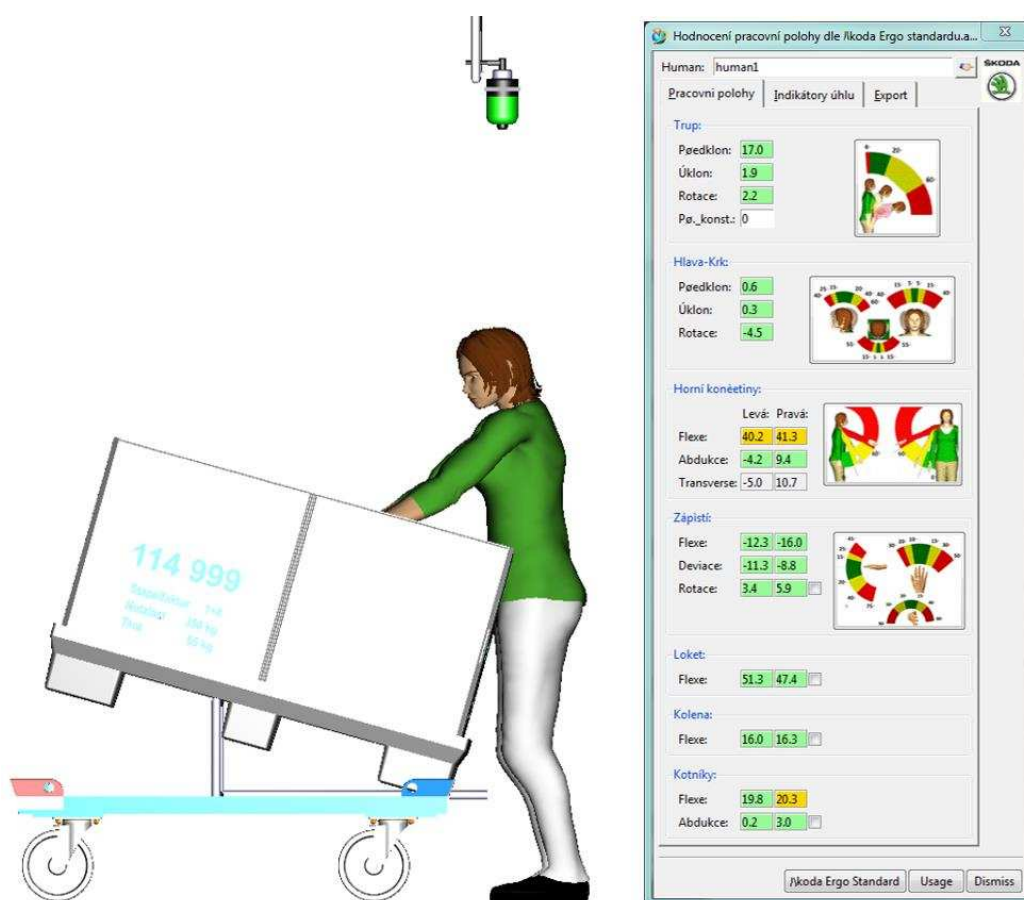 114 999
Hodnocení pracovní polohy dle /\koda Ergo standardu.a...
Human: human1
ŠKODA
Pracovni polohy Indikátory úhlu Export
Trup:
Pøedklon: 17.0
Úklon: 1.9
Rotace: 2.2
Pø._konst.: 0
Hlava-Krk:
Pøedklon: 0.6
Úklon: 0.3
Rotace: -4.5
Horní konèetiny:
Levá: Pravá:
Flexe: 40.2 41.3
Abdukce: -4.2 9.4
Transverse: -5.0 10.7
Zápistí:
Flexe: -12.3 -16.0
Deviace: -11.3 -8.8
Rotace: 3.4 5.9
Loket:
Flexe: 51.3 47.4
Kolena:
Flexe: 16.0 16.3
Kotníky:
Flexe: 19.8 20.3
Abdukce: 0.2 3.0
/\koda Ergo Standard Usage Dismiss